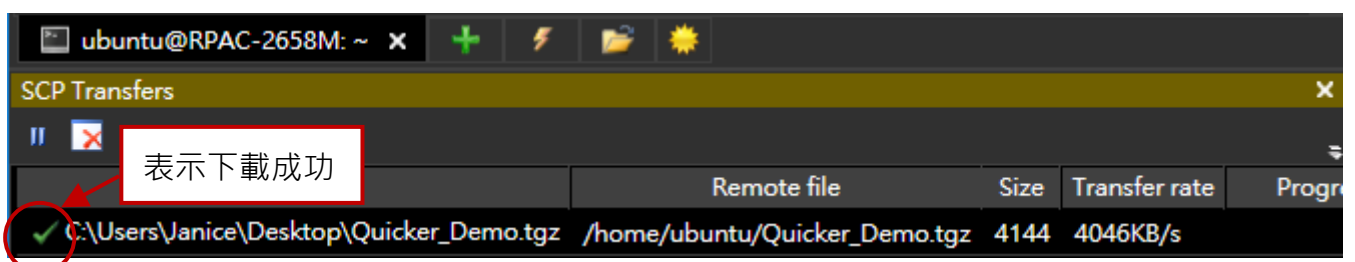 ubuntu@RPAC-2658M: ~
SCP Transfers
表示下載成功
Remote file Size Transfer rate Progr
C:\Users\Janice\Desktop\Quicker_Demo.tgz /home/ubuntu/Quicker_Demo.tgz 4144 4046KB/s